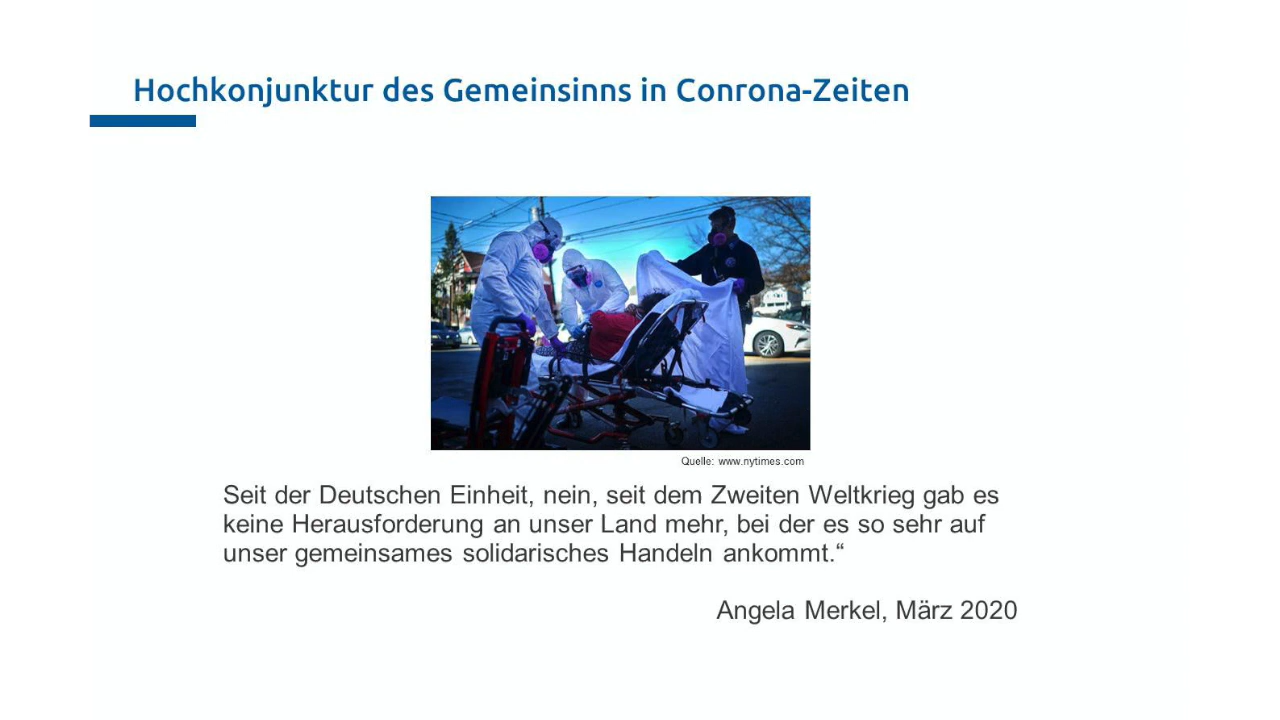 Hochkonjunktur des Gemeinsinns in Conrona-Zeiten
Quelle: www.nytimes.com
Seit der Deutschen Einheit, nein, seit dem Zweiten Weltkrieg gab es
keine Herausforderung an unser Land mehr, bei der es so sehr auf
unser gemeinsames solidarisches Handeln ankommt.“
Angela Merkel, März 2020